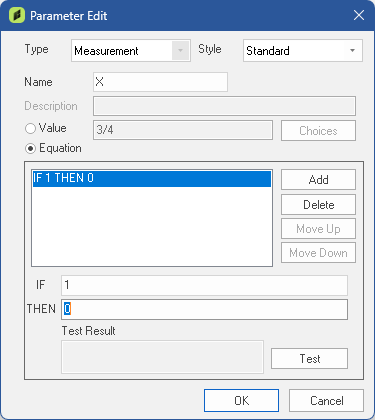 Parameter Edit
Type Measurement Style Standard
Name X
Description
Value 3/4 Choices
Equation
IF 1 THEN 0
Add
Delete
Move Up
Move Down
IF 1
THEN 0
Test Result
Test
OK Cancel